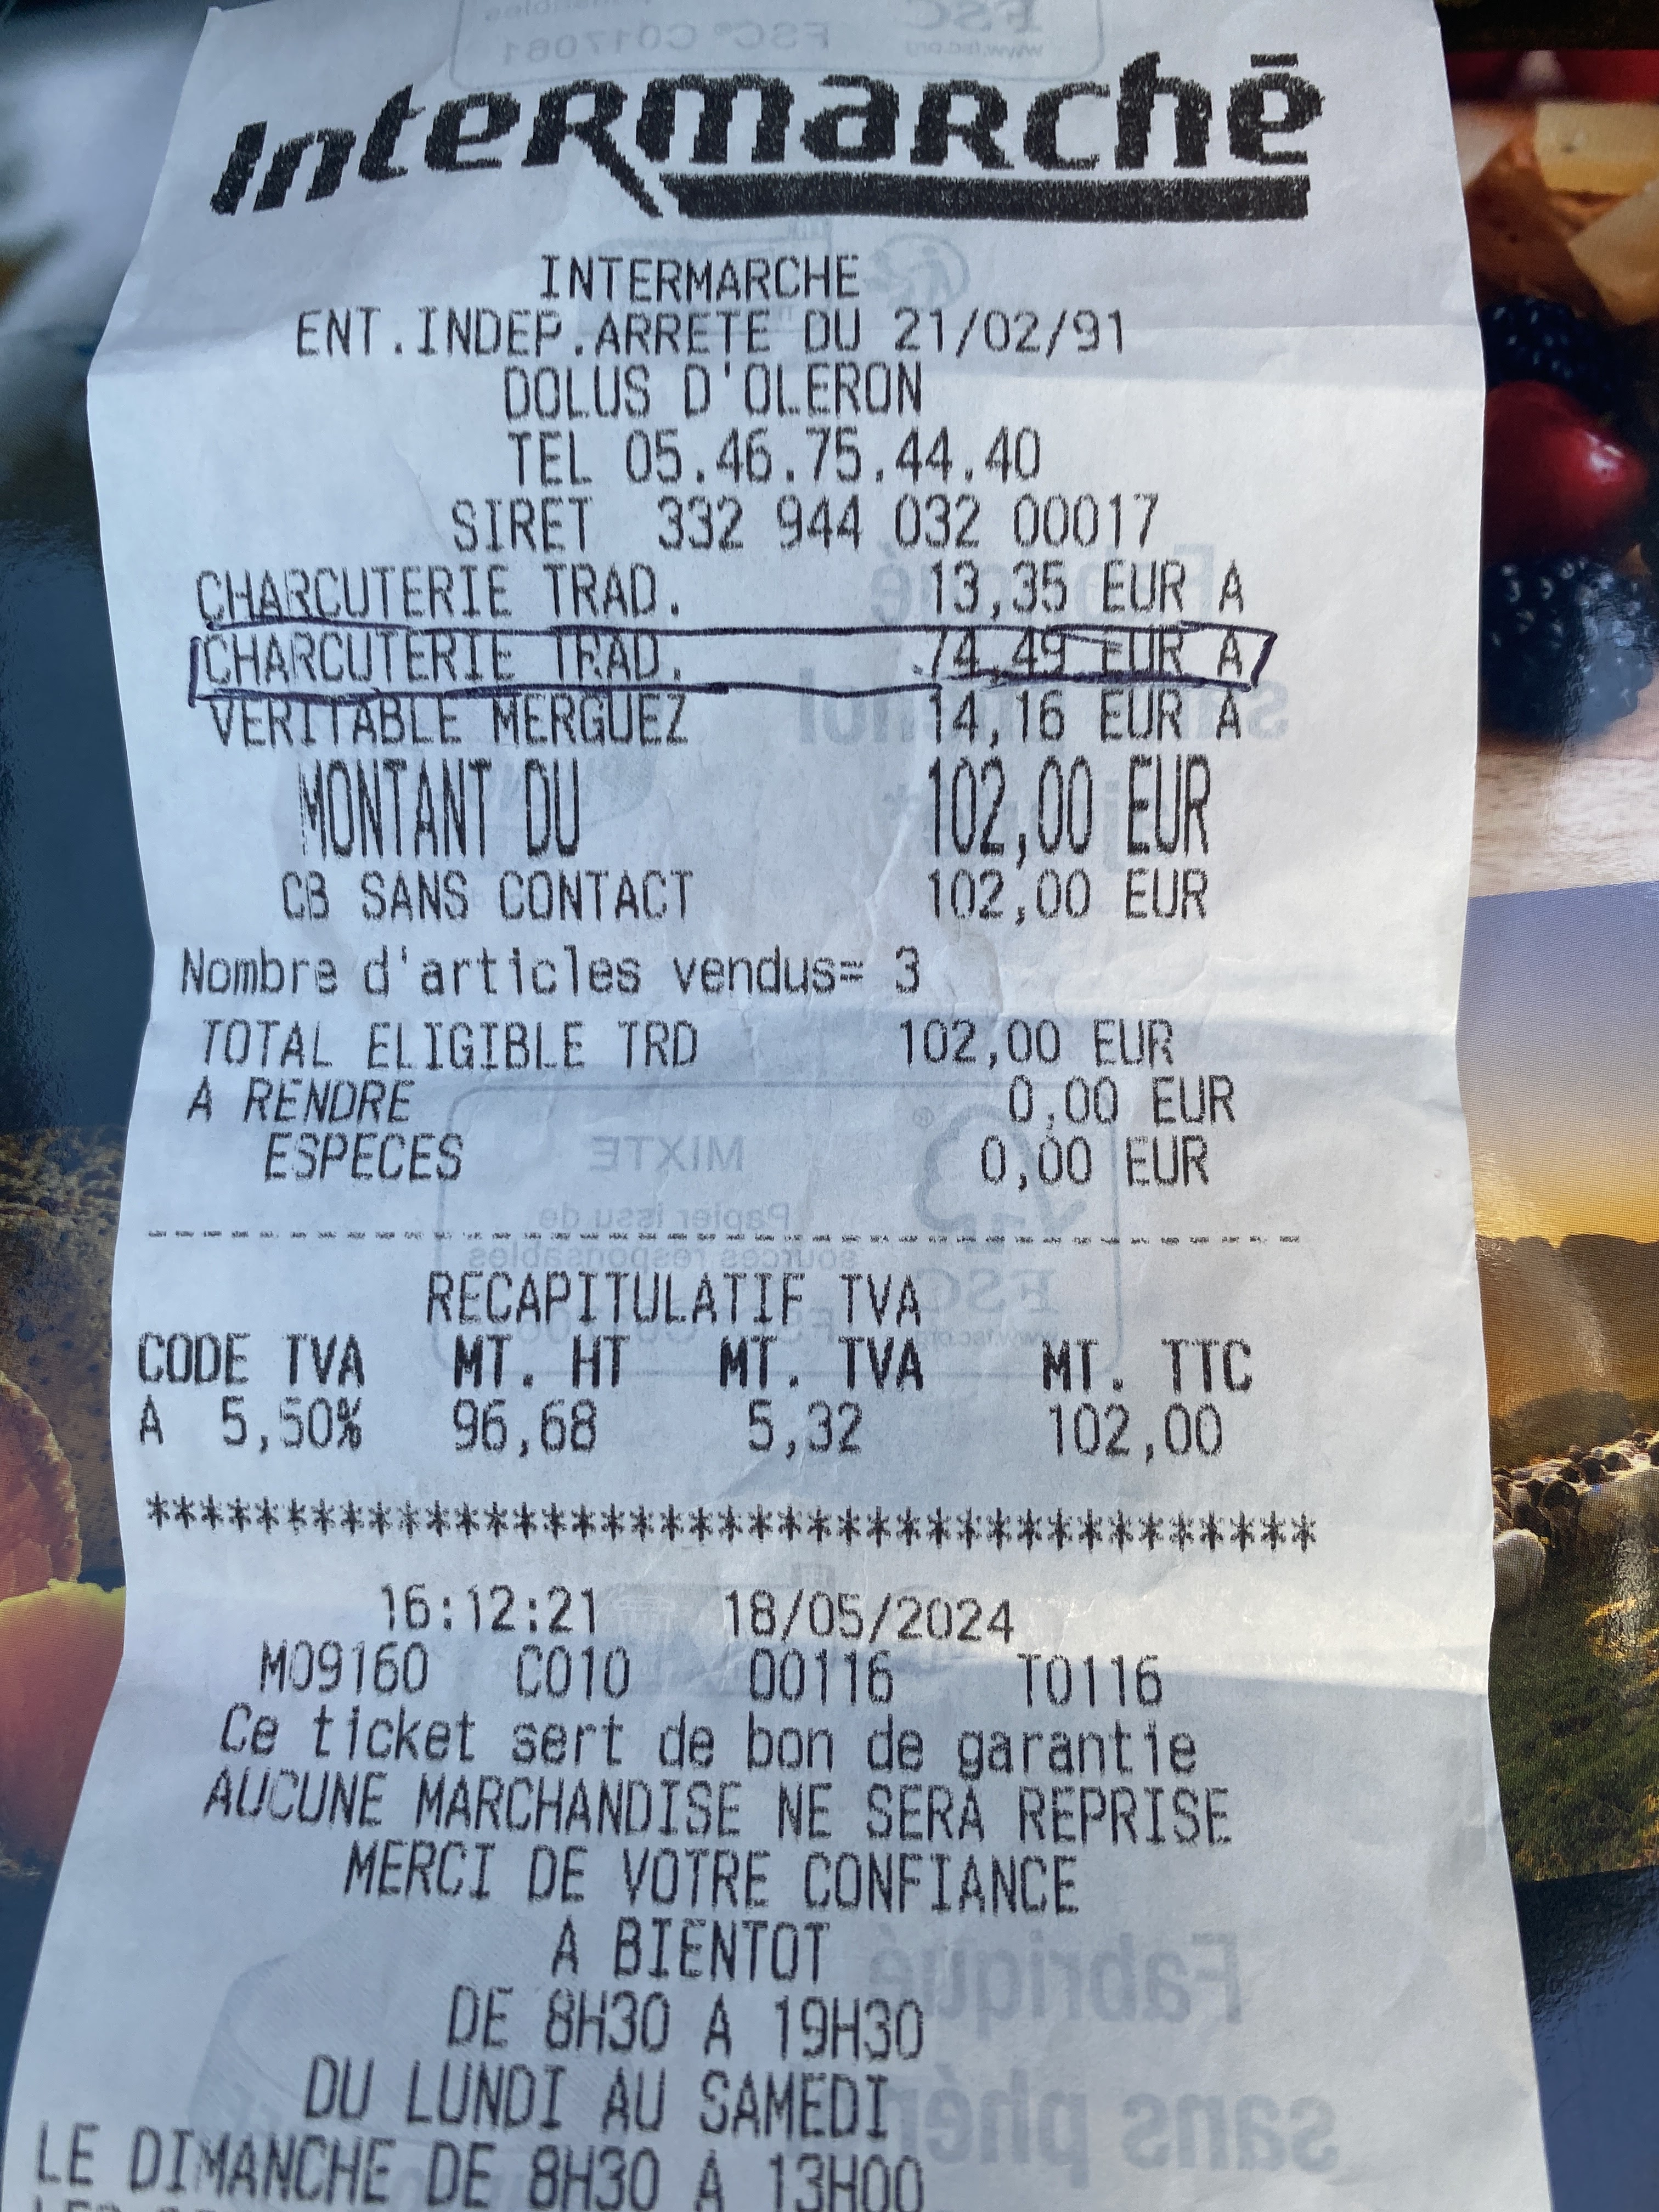 Intermarché
INTERMARCHE
ENT.INDEP.ARRETE DU 21/02/91
DOLUS D'OLERON
TEL 05.46.75.44.40
SIRET 332 944 032 00017
CHARCUTERIE TRAD. 13,35 EUR A
CHARCUTERIE TRAD. 74,49 EUR A
VERITABLE MERGUEZ 14,16 EUR A
MONTANT DU 102,00 EUR
CB SANS CONTACT 102,00 EUR
Nombre d'articles vendus= 3
TOTAL ELIGIBLE TRD 102,00 EUR
A RENDRE 0,00 EUR
ESPECES 0,00 EUR
RECAPITULATIF TVA
CODE TVA MT. HT MT. TVA MT. TTC
A 5,50% 96,68 5,32 102,00
****************************************
16:12:21 18/05/2024
M09160 C010 O0116 T0116
Ce ticket sert de bon de garantie
AUCUNE MARCHANDISE NE SERA REPRISE
MERCI DE VOTRE CONFIANCE
A BIENTOT
DE 8H30 A 19H30
DU LUNDI AU SAMEDI
LE DIMANCHE DE 8H30 A 13H00